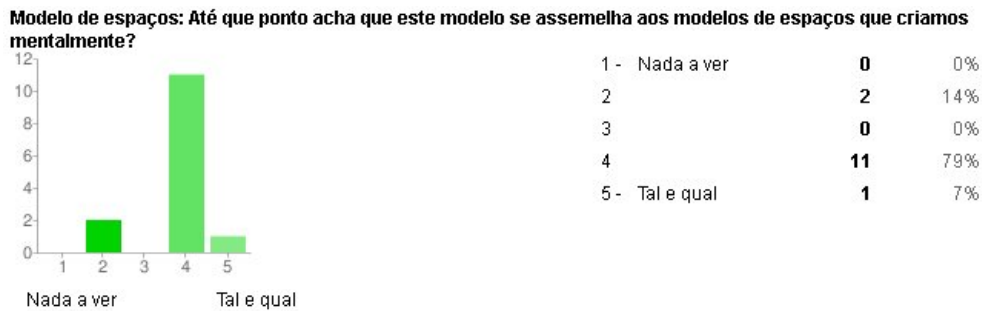 Modelo de espaços: Até que ponto acha que este modelo se assemelha aos modelos de espaços que criamos
mentalmente?
12
10
8
6
4
2
0
1 2 3 4 5
Nada a ver Tal e qual
1 - Nada a ver 0 0%
2 2 14%
3 0 0%
4 11 79%
5 - Tal e qual 1 7%